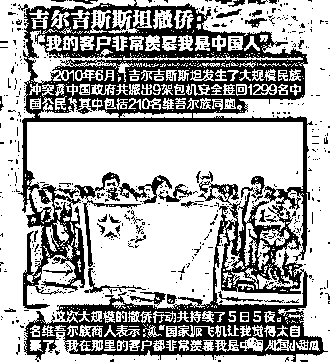 吉尔吉斯斯坦撤侨：
“我的客户非常羡慕我是中国人”
2010年6月，吉尔吉斯斯坦发生了大规模民族
冲突。中国政府共派出9架包机安全接回1299名中
国公民，其中包括210名维吾尔族同胞。
这次大规模的撤侨行动共持续了5日5夜。
名维吾尔族商人表示：“国家派飞机让我觉得太自
豪了，我在那里的客户都非常羡慕我是中国